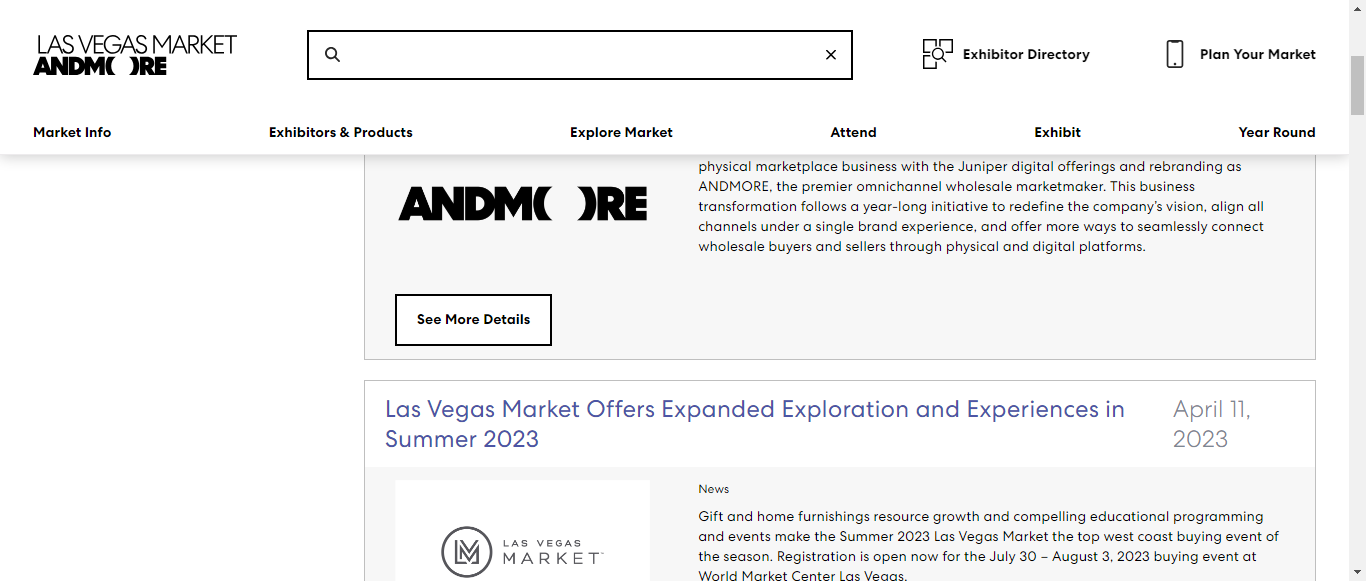 LAS VEGAS MARKET
ANDMORE
Exhibitor Directory
Plan Your Market
Market Info
Exhibitors & Products
Explore Market
Attend
Exhibit
Year Round
physical marketplace business with the Juniper digital offerings and rebranding as
ANDMORE, the premier omnichannel wholesale marketmaker. This business
transformation follows a year-long initiative to redefine the company's vision, align all
channels under a single brand experience, and offer more ways to seamlessly connect
wholesale buyers and sellers through physical and digital platforms.
ANDMORE
See More Details
Las Vegas Market Offers Expanded Exploration and Experiences in
Summer 2023
April 11,
2023
News
Gift and home furnishings resource growth and compelling educational programming
and events make the Summer 2023 Las Vegas Market the top west coast buying event of
the season. Registration is open now for the July 30 – August 3, 2023 buying event at
World Market Center Las Vegas.
LAS VEGAS
MARKET™